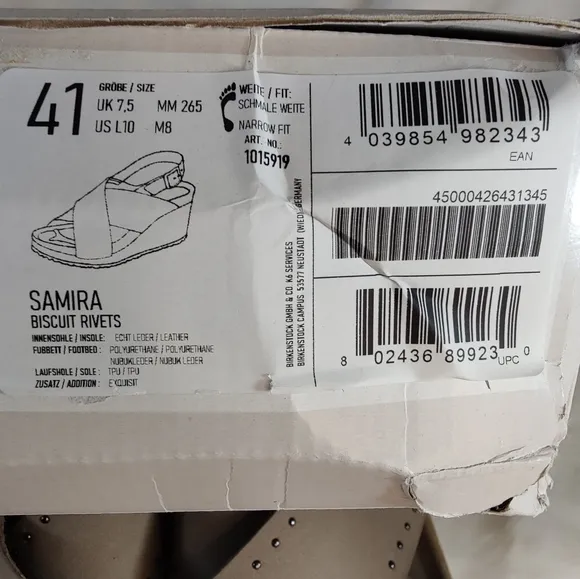 41
GRÖßE / SIZE
UK 7,5 MM 265
US L10 M8
WEITE / FIT:
SCHMALE WEITE
NARROW FIT
ART. NO.:
1015919
SAMIRA
BISCUIT RIVETS
INNENSOHLE / INSOLE: ECHT LEDER / LEATHER
FUßBETT / FOOTBED: POLYURETHANE / POLYURETHANE
NUBUKLEDER / NUBUK LEDER
LAUFSHOLE / SOLE: TPU / TPU
ZUSATZ / ADDITION: EXQUISIT
BIRKENSTOCK GMBH & CO. KG SERVICES
BIRKENSTOCK CAMPUS 53577 NEUSTADT (WIED) GERMANY
4 039854 982343
EAN
45000426431345
8 02436 89923 0
UPC